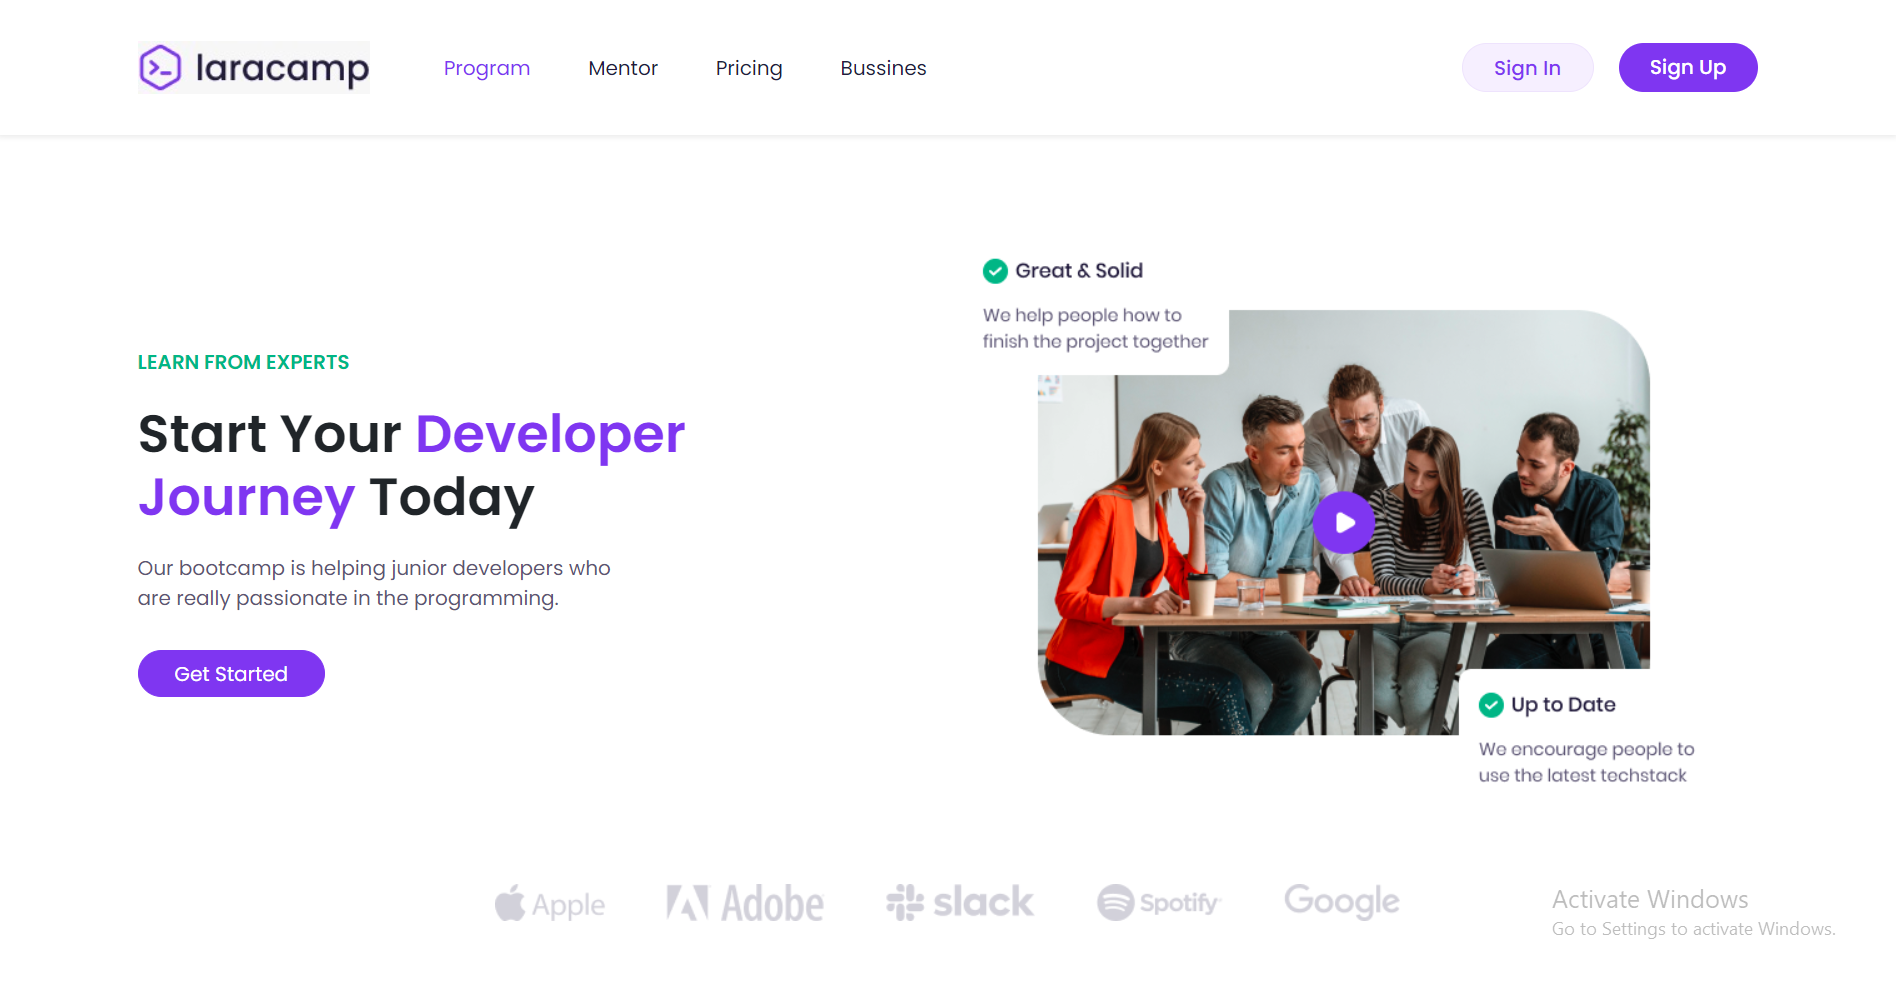 laracamp
Program
Mentor
Pricing
Bussines
Sign In
Sign Up
LEARN FROM EXPERTS
Start Your Developer
Journey Today
Our bootcamp is helping junior developers who
are really passionate in the programming.
Get Started
Great & Solid
We help people how to
finish the project together
Up to Date
We encourage people to
use the latest techstack
Apple
Adobe
slack
Spotify
Google
Activate Windows
Go to Settings to activate Windows.